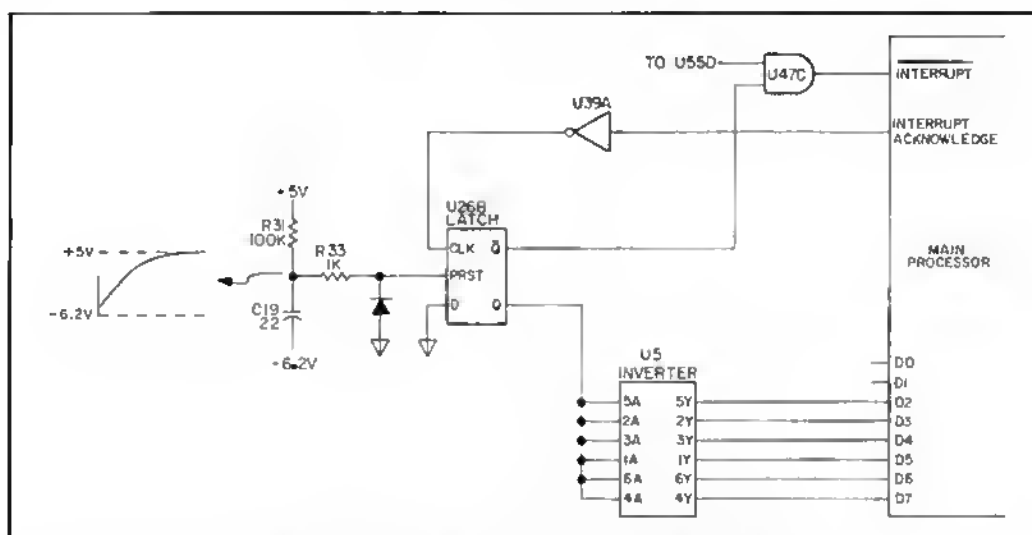 TO U55D
U47C
INTERRUPT
U39A
INTERRUPT
ACKNOWLEDGE
+5V
R31
100K
R33
1K
U26B
LATCH
CLK Q
PRST
D Q
+5V
-6.2V
C19
22
-6.2V
MAIN
PROCESSOR
U5
INVERTER
D0
D1
5A 5Y D2
2A 2Y D3
3A 3Y D4
1A 1Y D5
6A 6Y D6
4A 4Y D7